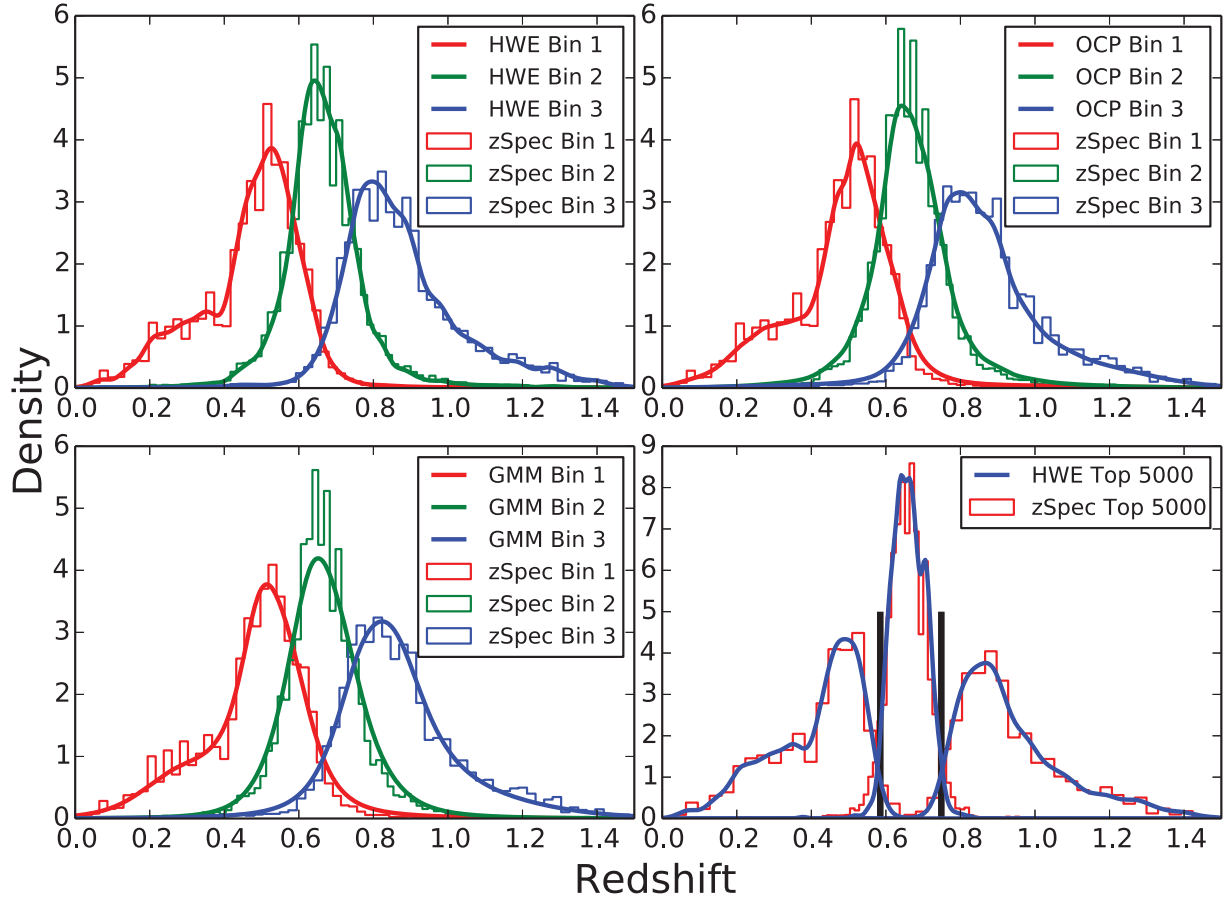 6
5
4
3
2
1
0
0.0 0.2 0.4 0.6 0.8 1.0 1.2 1.4
HWE Bin 1
HWE Bin 2
HWE Bin 3
zSpec Bin 1
zSpec Bin 2
zSpec Bin 3
6
5
4
3
2
1
0
0.0 0.2 0.4 0.6 0.8 1.0 1.2 1.4
OCP Bin 1
OCP Bin 2
OCP Bin 3
zSpec Bin 1
zSpec Bin 2
zSpec Bin 3
Density
6
5
4
3
2
1
0
0.0 0.2 0.4 0.6 0.8 1.0 1.2 1.4
GMM Bin 1
GMM Bin 2
GMM Bin 3
zSpec Bin 1
zSpec Bin 2
zSpec Bin 3
9
8
7
6
5
4
3
2
1
0
0.0 0.2 0.4 0.6 0.8 1.0 1.2 1.4
HWE Top 5000
zSpec Top 5000
Redshift